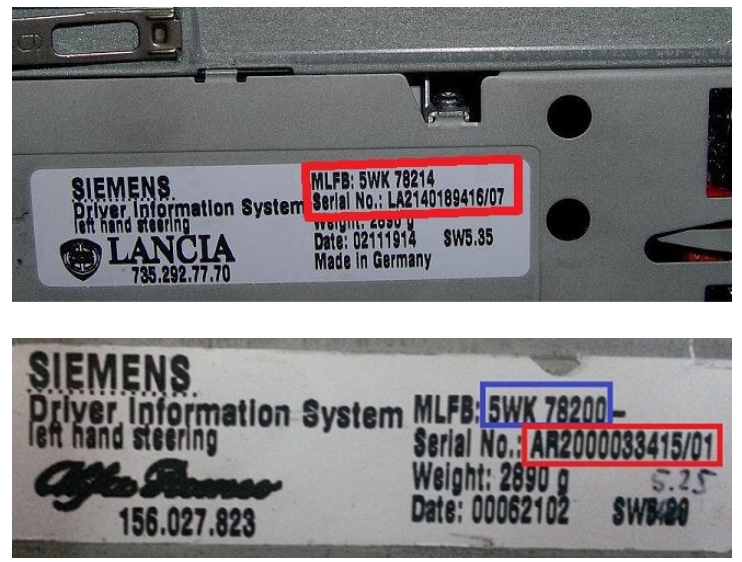 SIEMENS
Driver Information System
left hand steering
LANCIA
735.292.77.70
MLFB: 5WK 78214
Serial No.: LA2140189416/07
Weight: 2890 g
Date: 02111914 SW5.35
Made in Germany
SIEMENS
Driver Information System
left hand steering
Alfa Romeo
156.027.823
MLFB: 5WK 78200-
Serial No.: AR2000033415/01
Weight: 2890 g
5.25
Date: 00062102 SW5.20